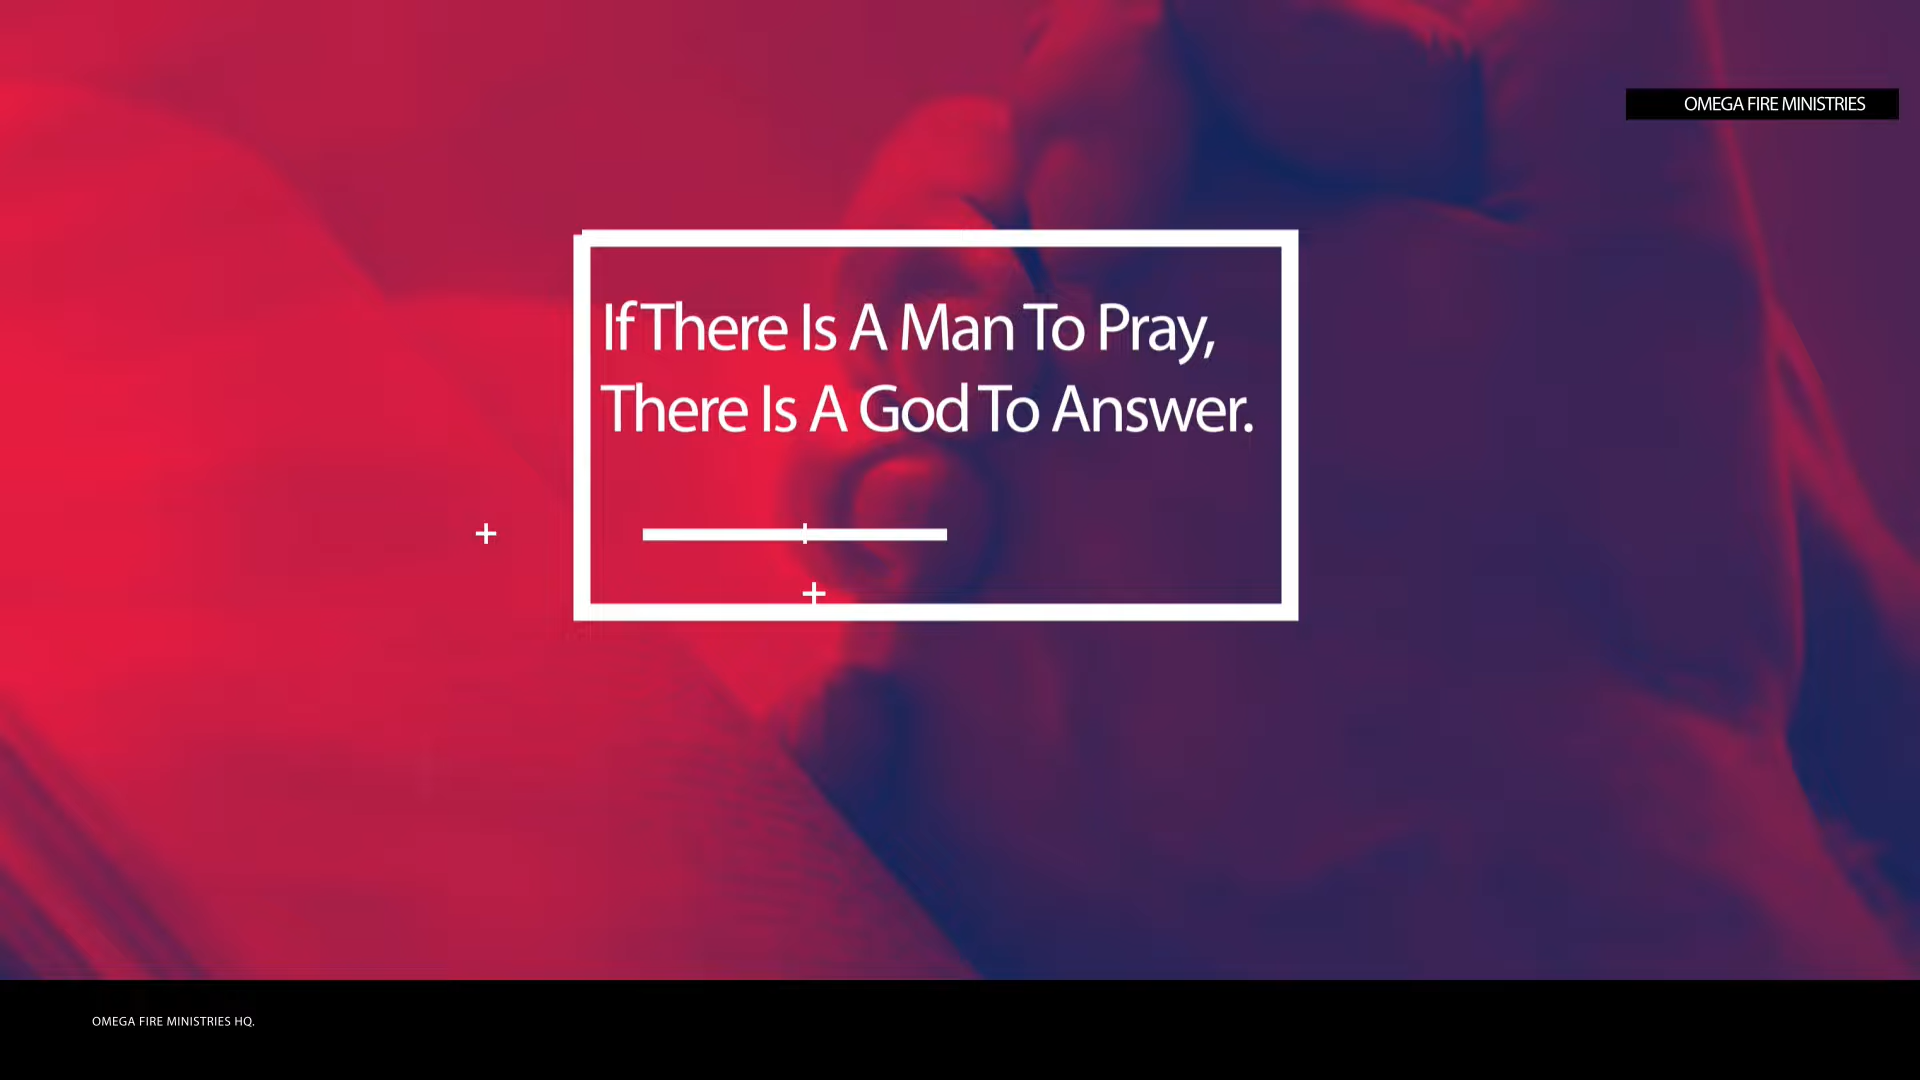 OMEGA FIRE MINISTRIES
If There Is A Man To Pray,
There Is A God To Answer.
OMEGA FIRE MINISTRIES HQ.